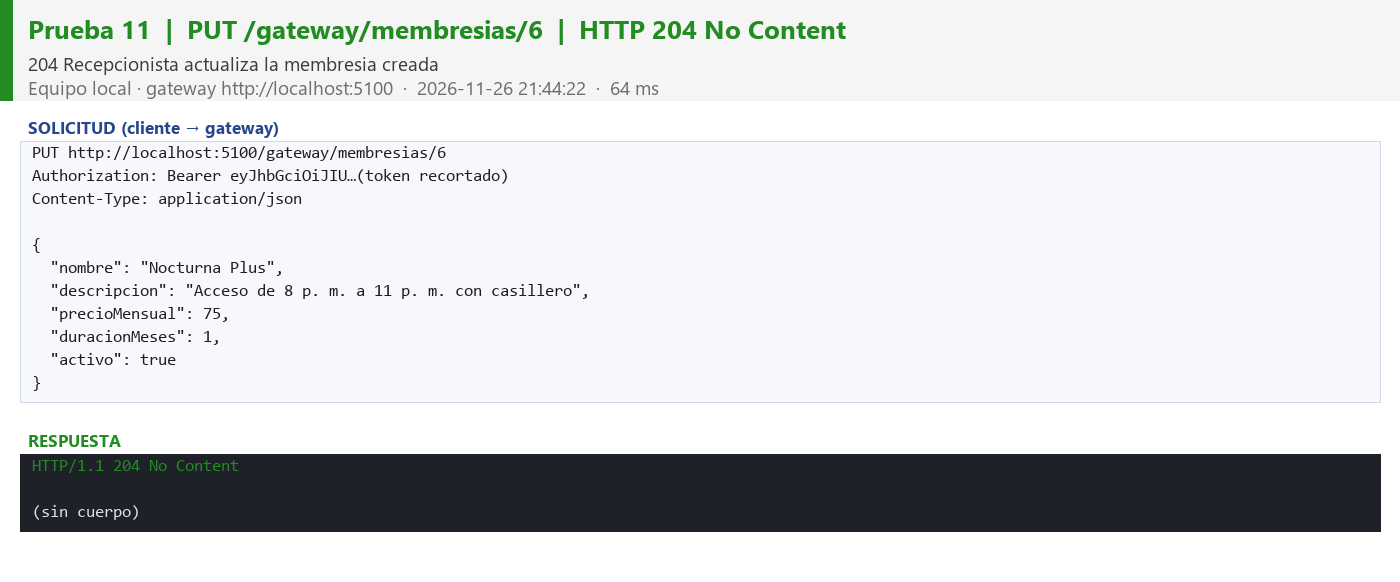 Prueba 11 | PUT /gateway/membresias/6 | HTTP 204 No Content
204 Recepcionista actualiza la membresia creada
Equipo local · gateway http://localhost:5100 · 2026-11-26 21:44:22 · 64 ms
SOLICITUD (cliente → gateway)
PUT http://localhost:5100/gateway/membresias/6
Authorization: Bearer eyJhbGciOiJIU…(token recortado)
Content-Type: application/json
{
  "nombre": "Nocturna Plus",
  "descripcion": "Acceso de 8 p. m. a 11 p. m. con casillero",
  "precioMensual": 75,
  "duracionMeses": 1,
  "activo": true
}
RESPUESTA
HTTP/1.1 204 No Content
(sin cuerpo)